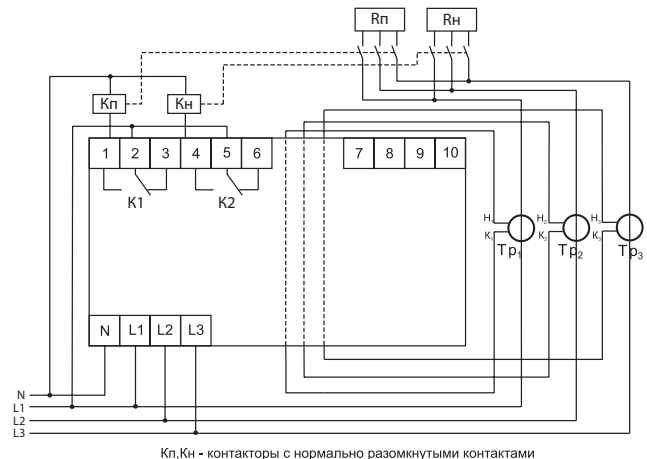 Rп Rн
Кп Кн
1 2 3 4 5 6 7 8 9 10
К1 К2
Н₁ Н₂ Н₃
К₁ К₂ К₃
Тр₁ Тр₂ Тр₃
N L1 L2 L3
N
L1
L2
L3
Кп,Кн - контакторы с нормально разомкнутыми контактами